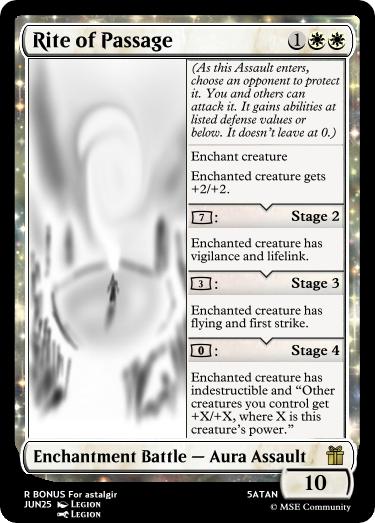 Rite of Passage 1
(As this Assault enters,
choose an opponent to protect
it. You and others can
attack it. It gains abilities at
listed defense values or
below. It doesn't leave at 0.)
Enchant creature
Enchanted creature gets
+2/+2.
7: Stage 2
Enchanted creature has
vigilance and lifelink.
3: Stage 3
Enchanted creature has
flying and first strike.
0: Stage 4
Enchanted creature has
indestructible and “Other
creatures you control get
+X/+X, where X is this
creature's power.”
Enchantment Battle — Aura Assault
10
R BONUS For astalgir
JUN25 LEGION
LEGION
5ATAN
© MSE Community